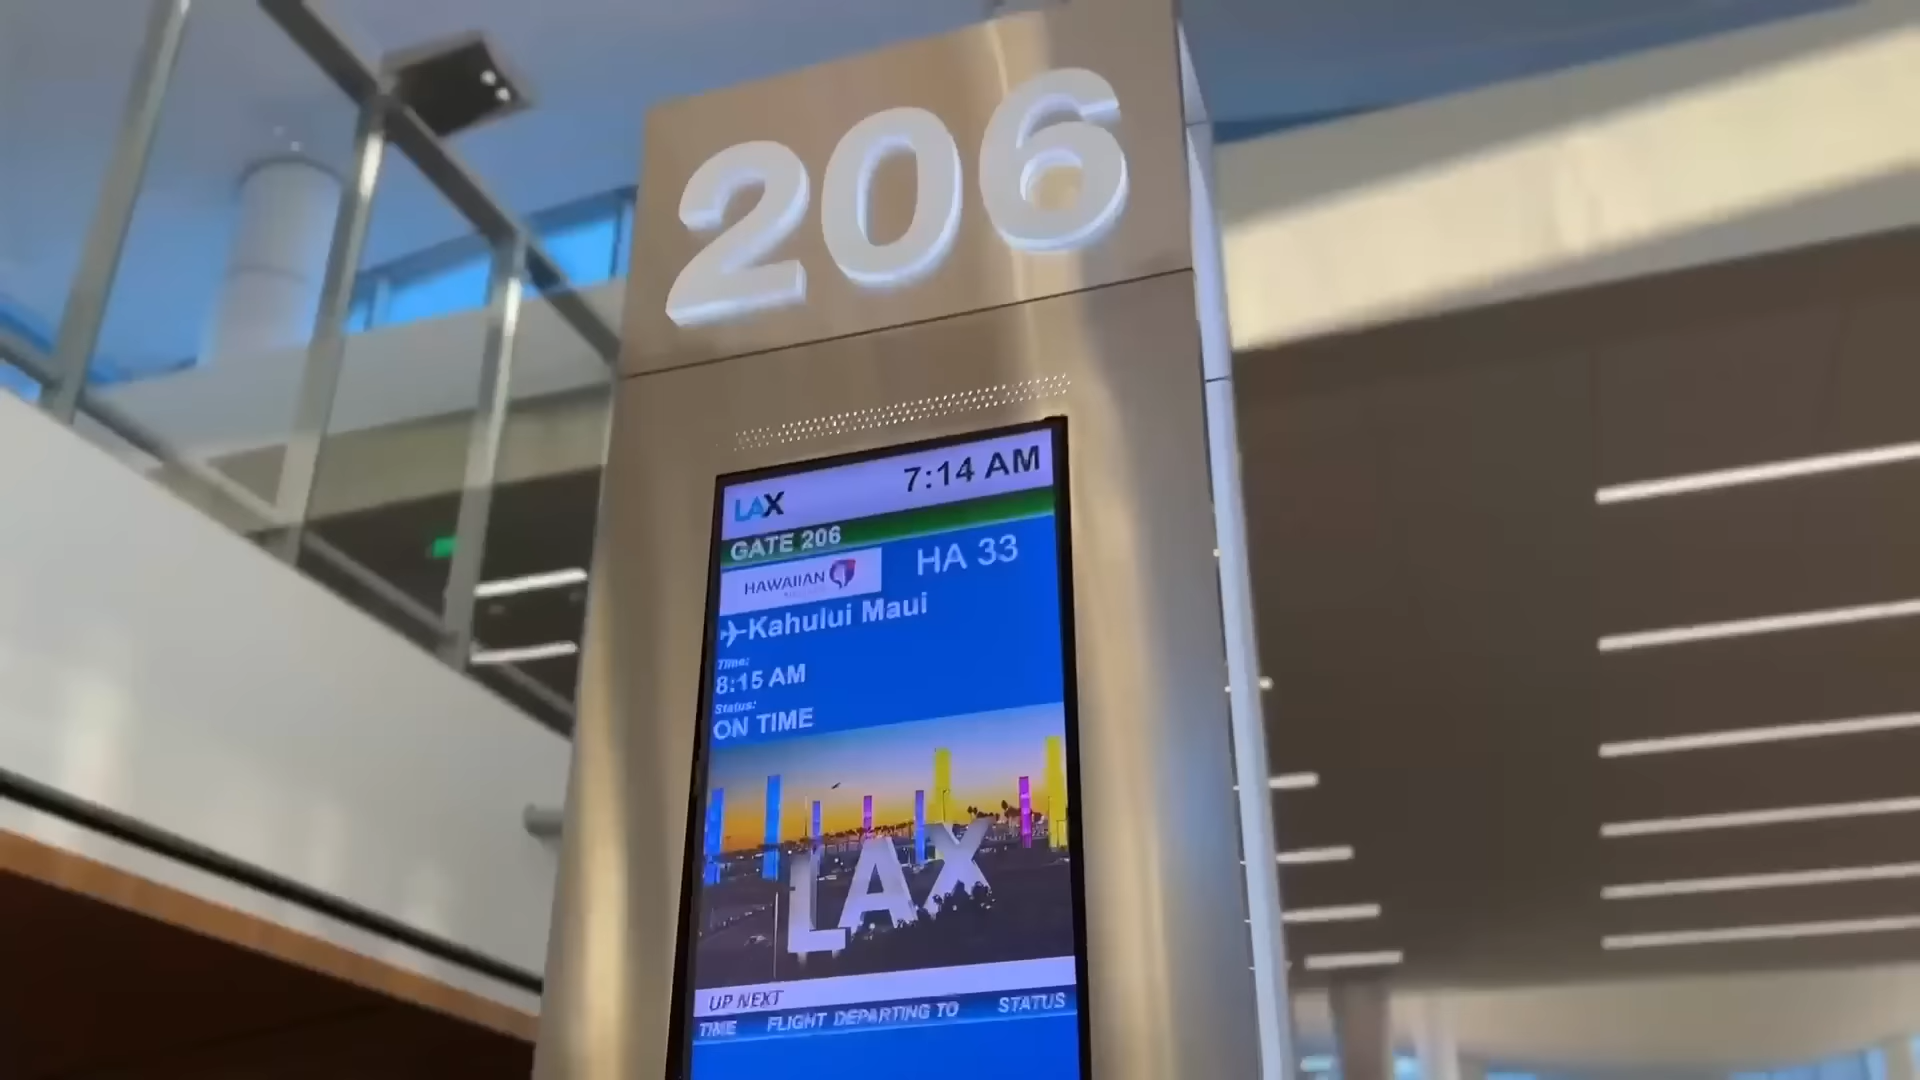 206
LAX 7:14 AM
GATE 206
HAWAIIAN HA 33
Kahului Maui
Time:
8:15 AM
Status:
ON TIME
LAX
UP NEXT
TIME FLIGHT DEPARTING TO STATUS